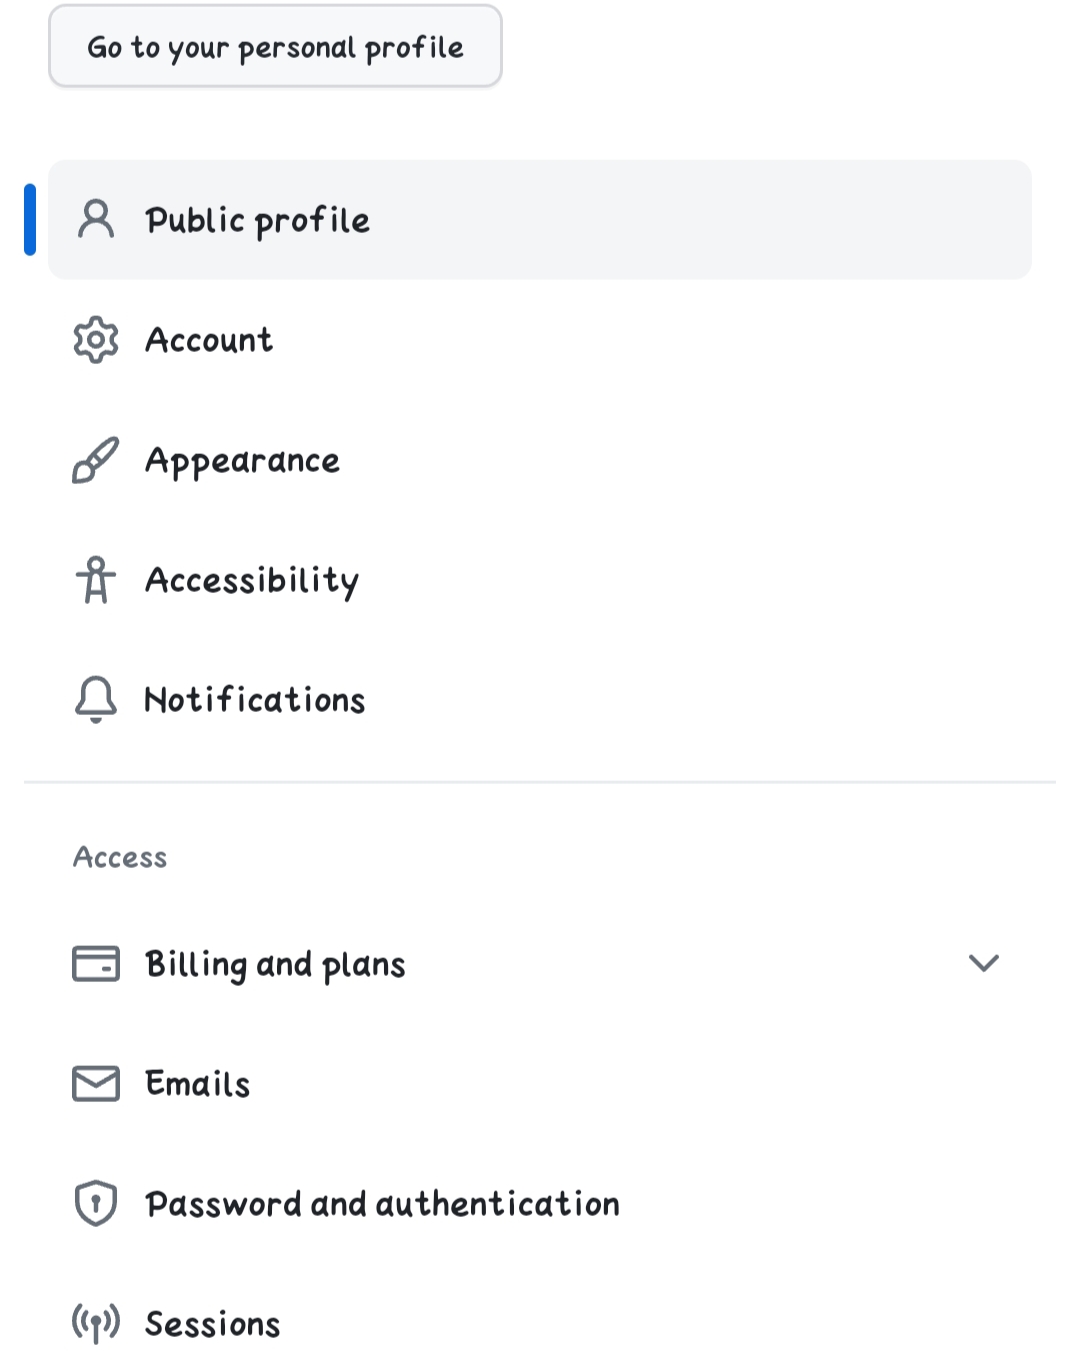 Go to your personal profile
Public profile
Account
Appearance
Accessibility
Notifications
Access
Billing and plans
Emails
Password and authentication
Sessions